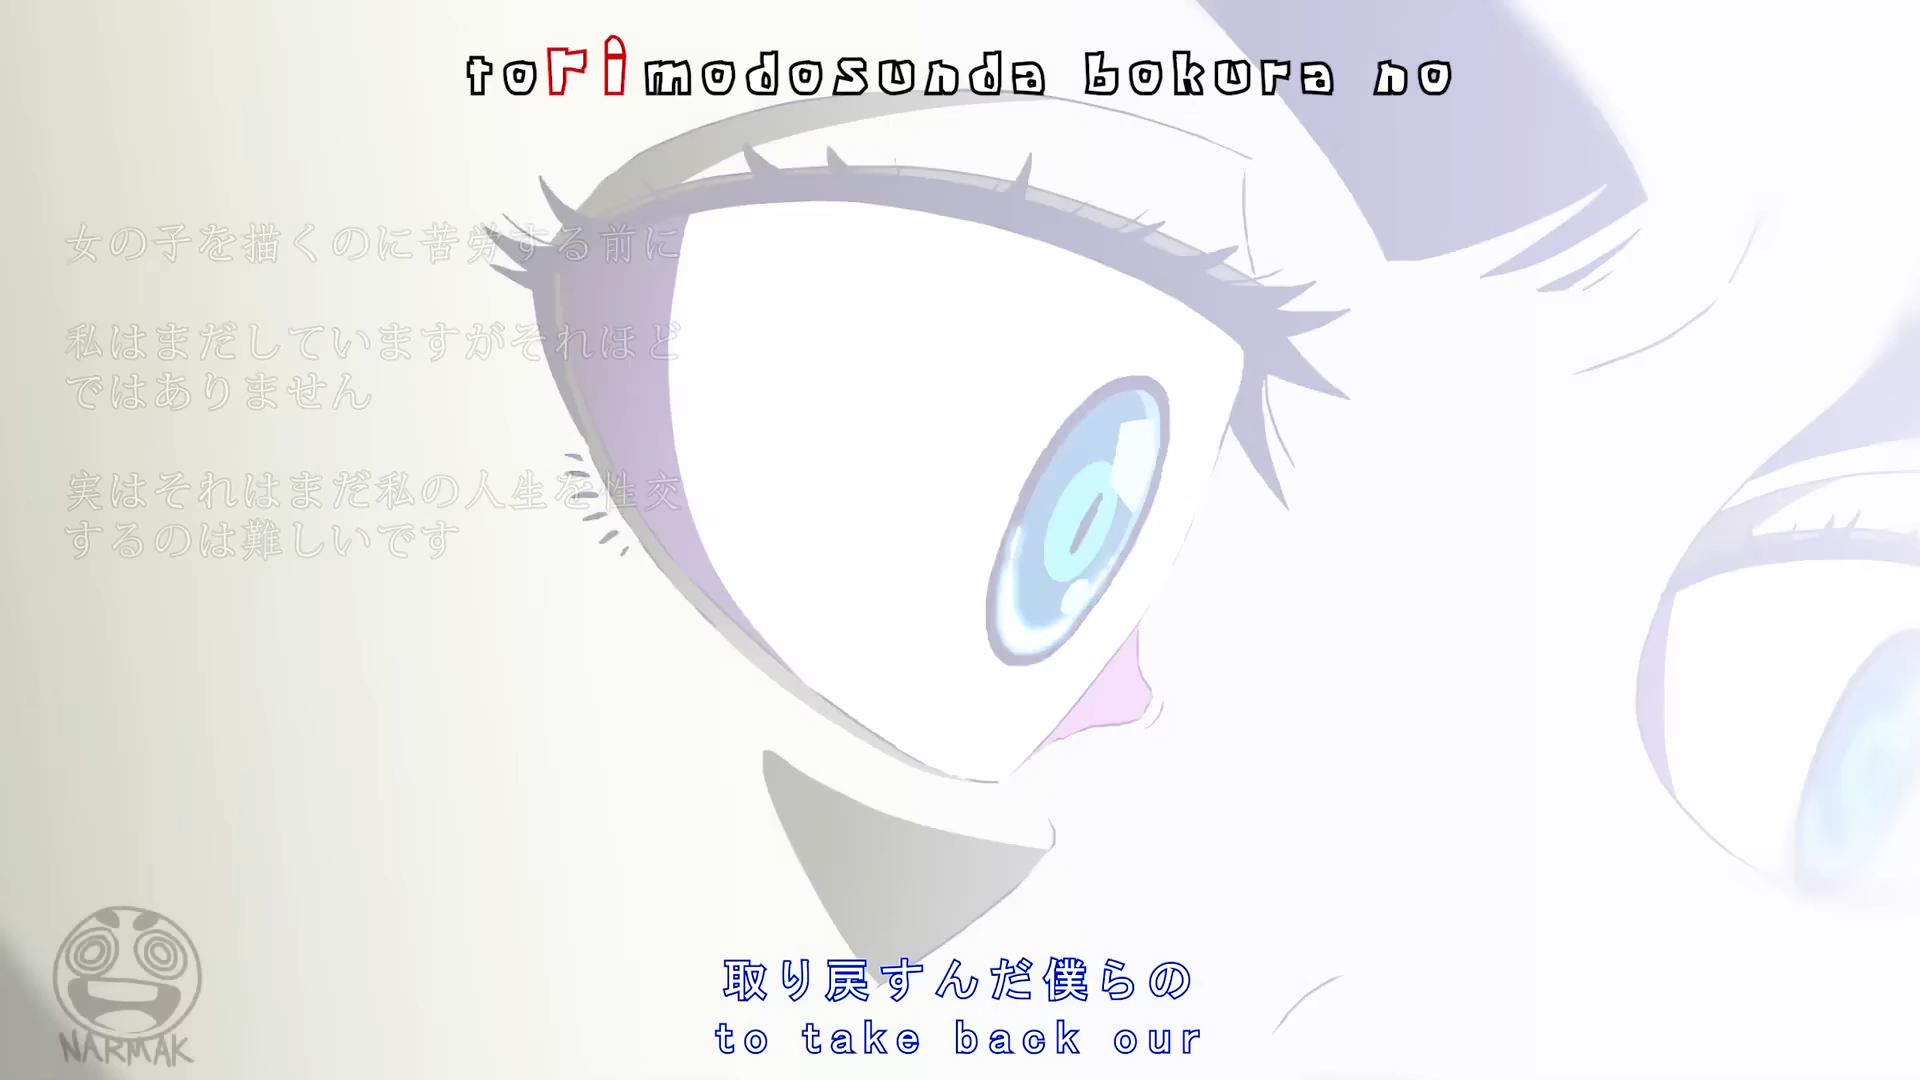 torimodosunda bokura no
女の子を描くのに苦労する前に
私はまだしていますがそれほど
ではありません
実はそれはまだ私の人生を性交
するのは難しいです
取り戻すんだ僕らの
to take back our
NARMAK